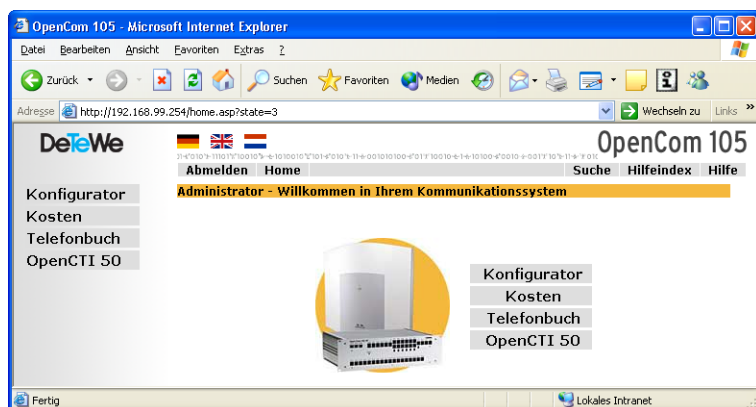 OpenCom 105 - Microsoft Internet Explorer
Datei Bearbeiten Ansicht Favoriten Extras ?
Zurück Suchen Favoriten Medien
Adresse http://192.168.99.254/home.asp?state=3 Wechseln zu Links »
DeTeWe OpenCom 105
Abmelden Home Suche Hilfeindex Hilfe
Administrator - Willkommen in Ihrem Kommunikationssystem
Konfigurator
Kosten
Telefonbuch
OpenCTI 50
Konfigurator
Kosten
Telefonbuch
OpenCTI 50
Fertig Lokales Intranet